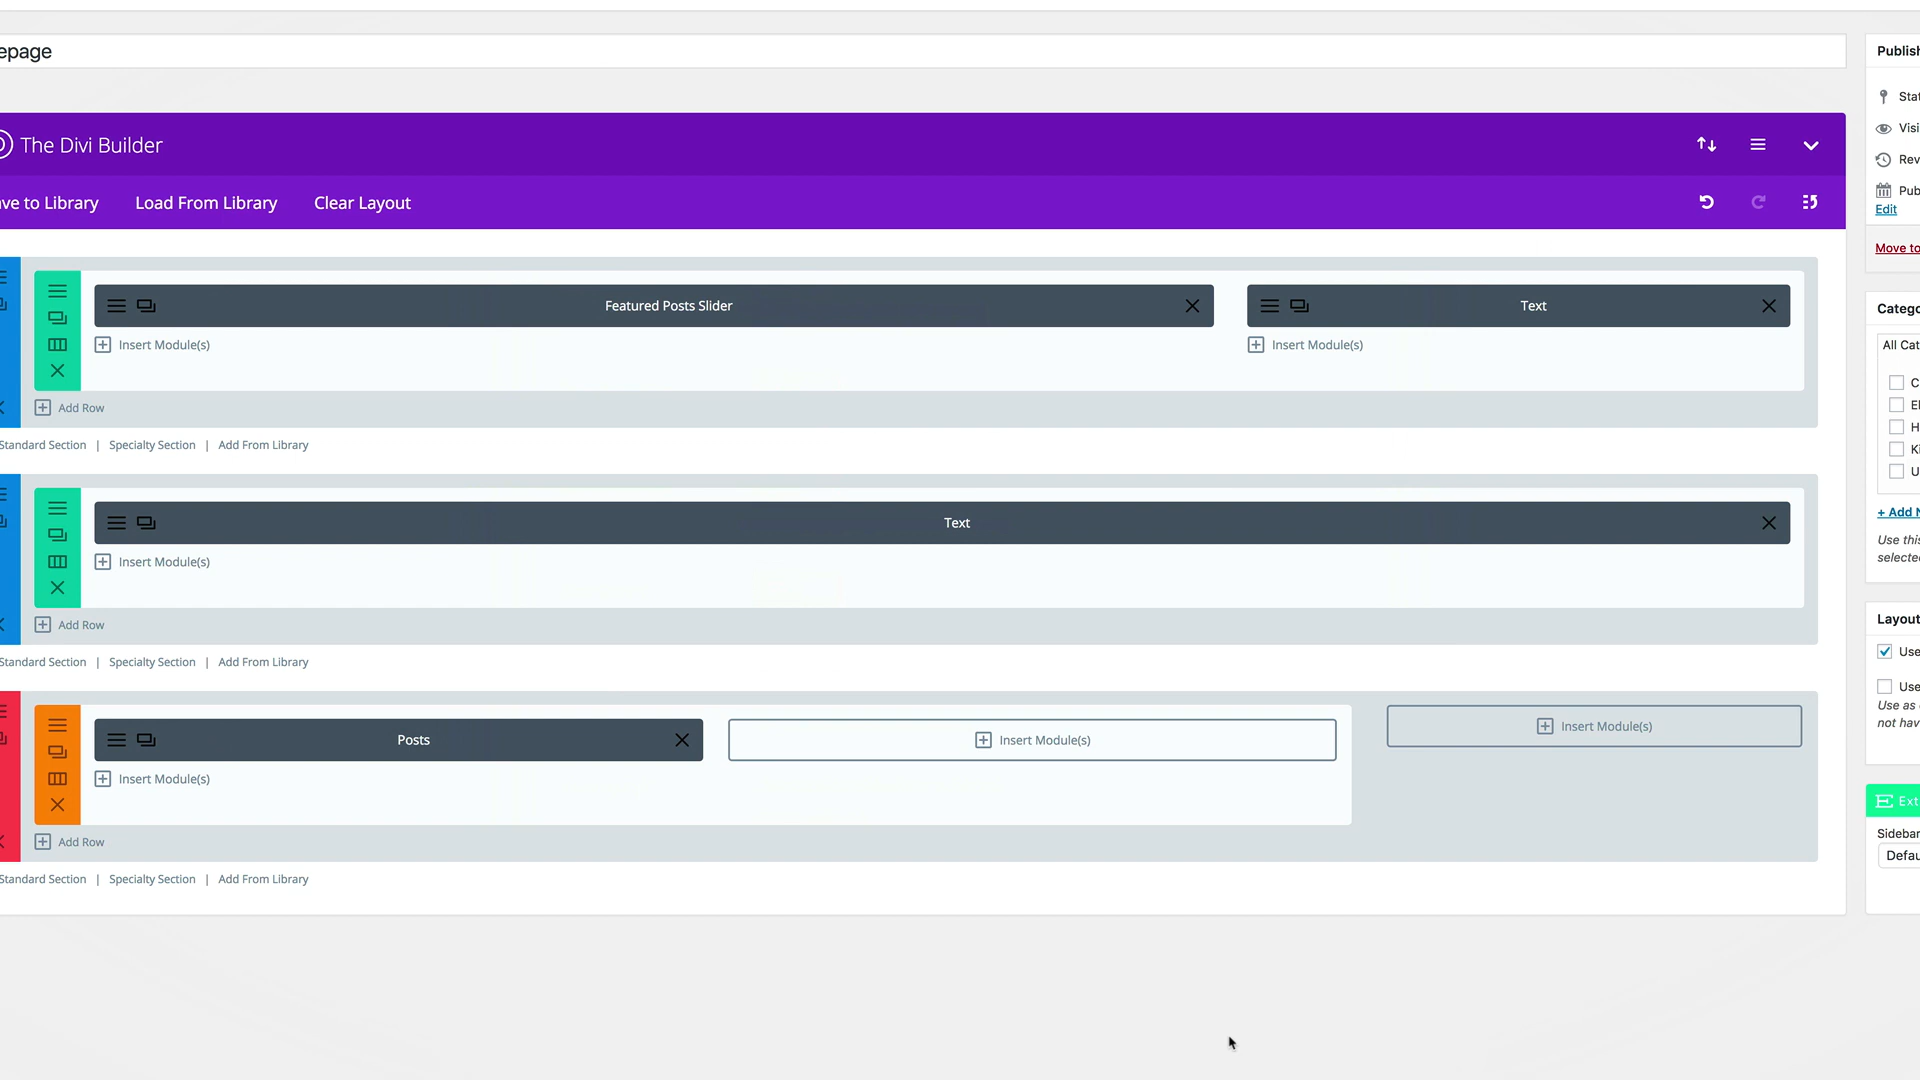 epage
The Divi Builder
ve to Library
Load From Library
Clear Layout
Featured Posts Slider
Text
Insert Module(s)
Insert Module(s)
Add Row
Standard Section | Specialty Section | Add From Library
Text
Insert Module(s)
Add Row
Standard Section | Specialty Section | Add From Library
Posts
Insert Module(s)
Insert Module(s)
Insert Module(s)
Add Row
Standard Section | Specialty Section | Add From Library
Publish
Stat
Visi
Rev
Pub
Edit
Move to
Catego
All Cat
C
El
H
Ki
U
+ Add N
Use this
selected
Layout
Use
Use
Use as
not hav
Ext
Sidebar
Defau